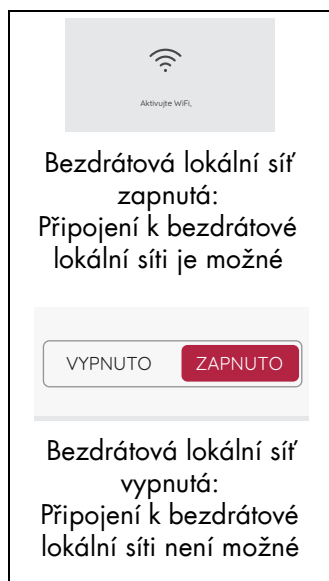 Aktivujte WiFi,
Bezdrátová lokální síť
zapnutá:
Připojení k bezdrátové
lokální síti je možné
VYPNUTO ZAPNUTO
Bezdrátová lokální síť
vypnutá:
Připojení k bezdrátové
lokální síti není možné